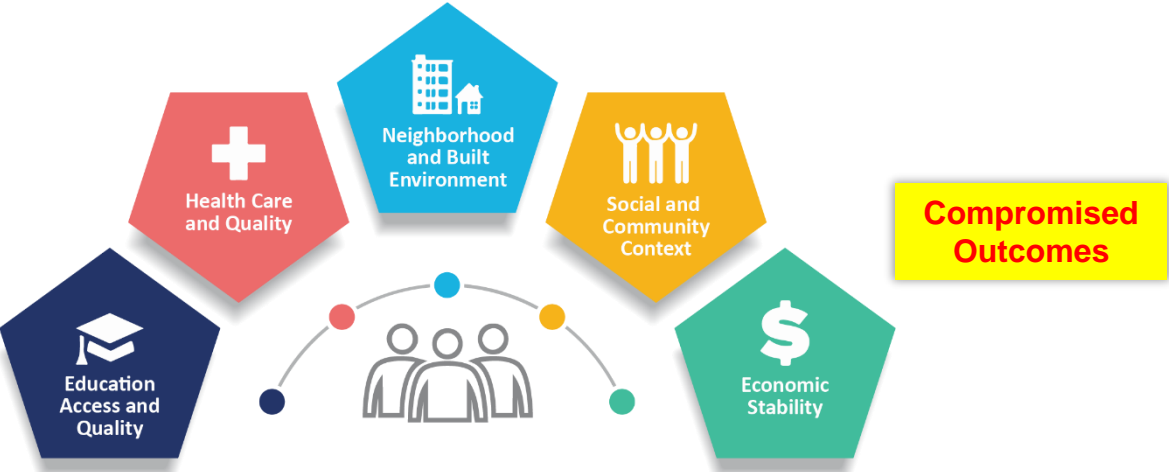 Education
Access and
Quality
Health Care
and Quality
Neighborhood
and Built
Environment
Social and
Community
Context
Economic
Stability
Compromised
Outcomes